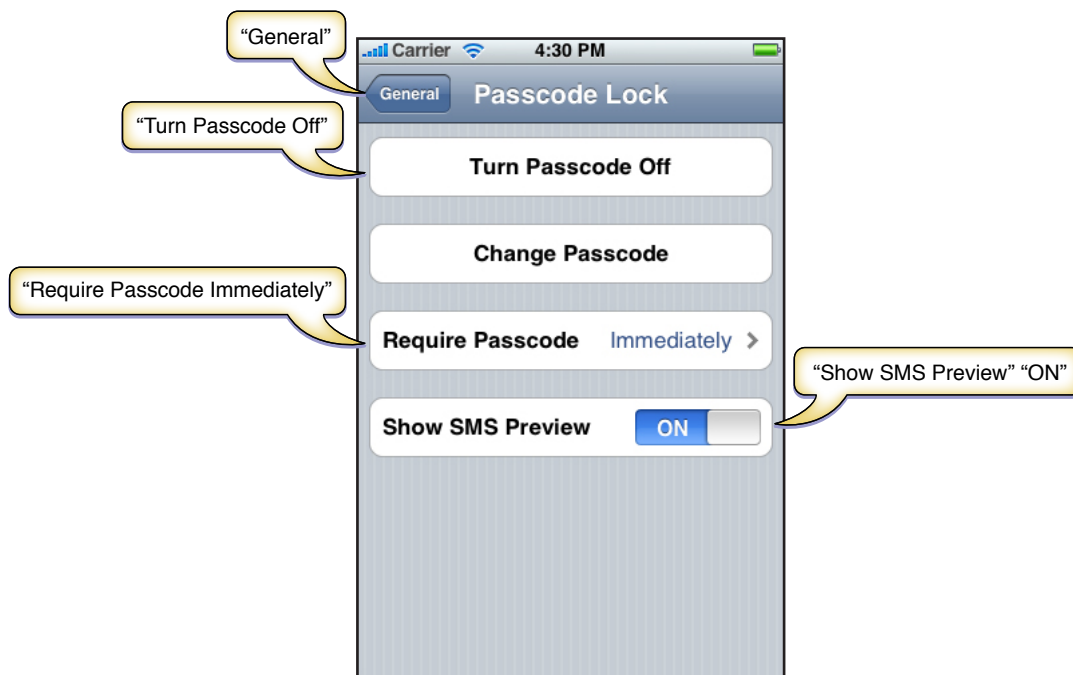 “General”
Carrier 4:30 PM
General Passcode Lock
“Turn Passcode Off”
Turn Passcode Off
Change Passcode
“Require Passcode Immediately”
Require Passcode Immediately
“Show SMS Preview” “ON”
Show SMS Preview ON